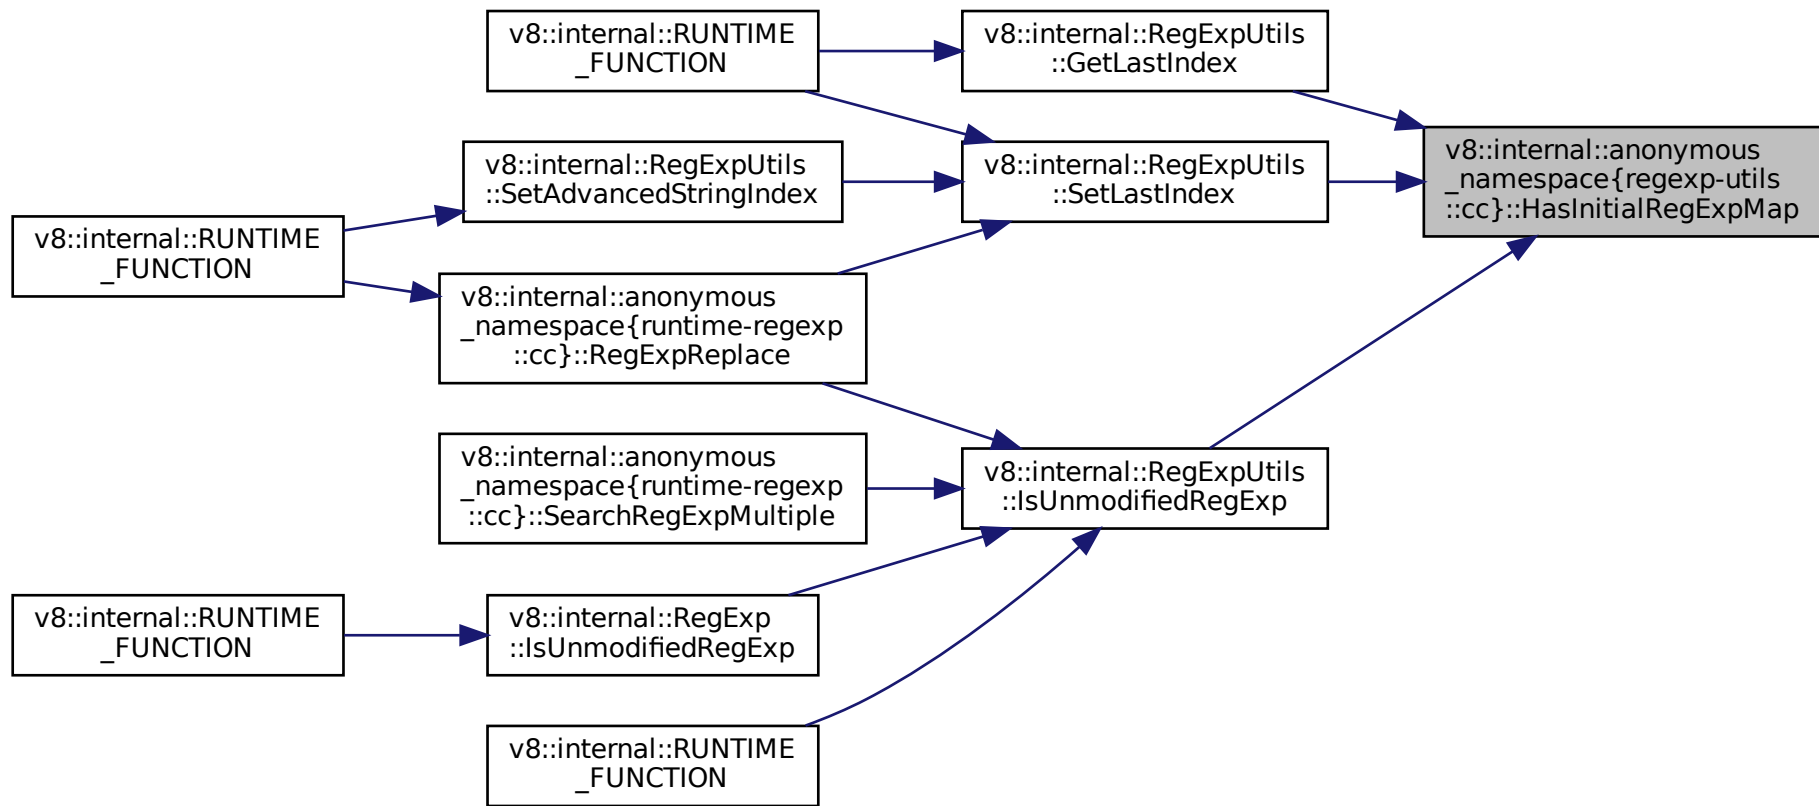 v8::internal::RUNTIME
_FUNCTION
v8::internal::RegExpUtils
::GetLastIndex
v8::internal::anonymous
_namespace{regexp-utils
::cc}::HasInitialRegExpMap
v8::internal::RegExpUtils
::SetAdvancedStringIndex
v8::internal::RegExpUtils
::SetLastIndex
v8::internal::RUNTIME
_FUNCTION
v8::internal::anonymous
_namespace{runtime-regexp
::cc}::RegExpReplace
v8::internal::anonymous
_namespace{runtime-regexp
::cc}::SearchRegExpMultiple
v8::internal::RegExpUtils
::IsUnmodifiedRegExp
v8::internal::RUNTIME
_FUNCTION
v8::internal::RegExp
::IsUnmodifiedRegExp
v8::internal::RUNTIME
_FUNCTION